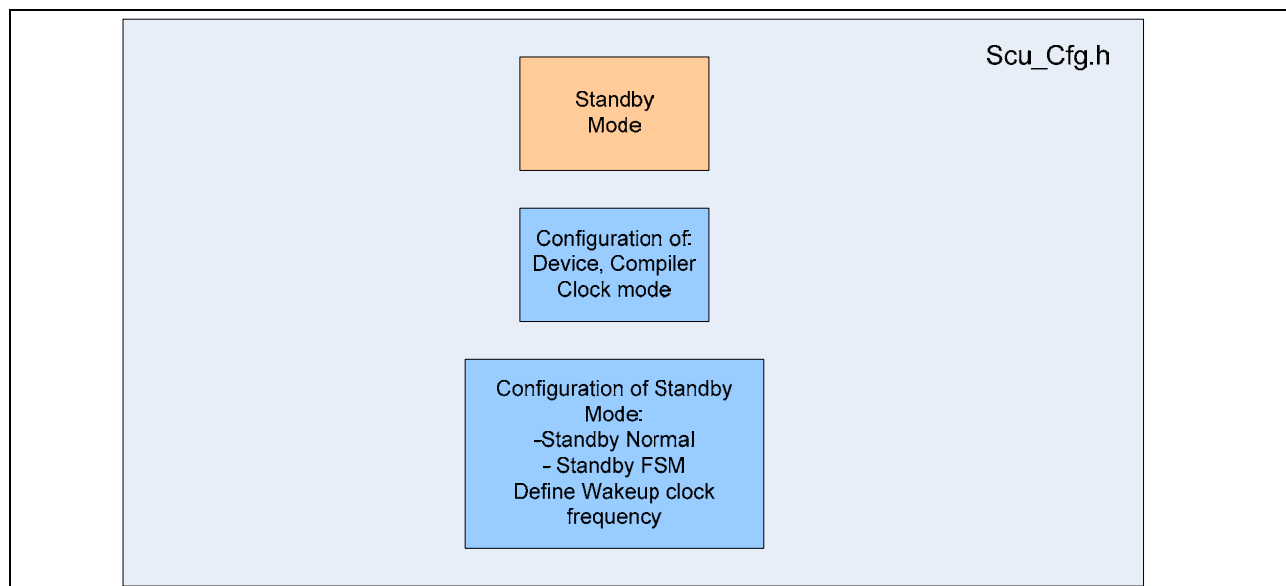 Scu_Cfg.h
Standby
Mode
Configuration of:
Device, Compiler
Clock mode
Configuration of Standby
Mode:
-Standby Normal
- Standby FSM
Define Wakeup clock
frequency